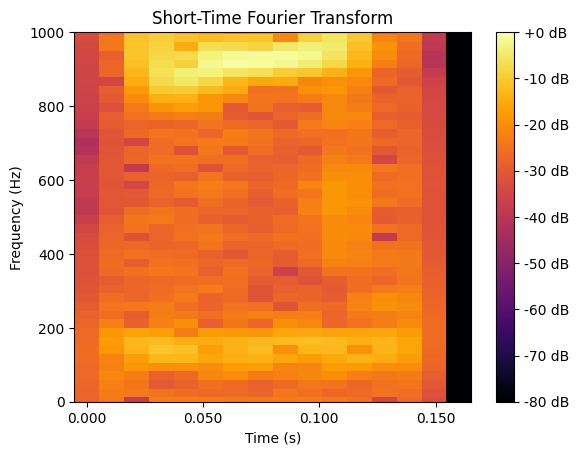 Short-Time Fourier Transform
Frequency (Hz)
1000
800
600
400
200
0
0.000
0.050
0.100
0.150
Time (s)
+0 dB
-10 dB
-20 dB
-30 dB
-40 dB
-50 dB
-60 dB
-70 dB
-80 dB